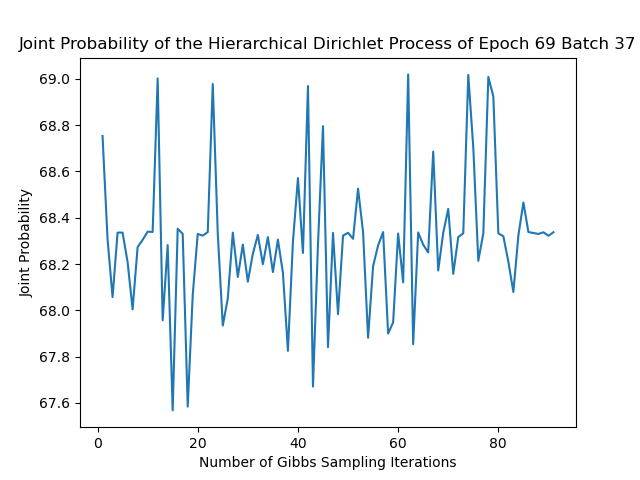 Joint Probability of the Hierarchical Dirichlet Process of Epoch 69 Batch 37
69.0
68.8
68.6
68.4
68.2
68.0
67.8
67.6
Joint Probability
0 20 40 60 80
Number of Gibbs Sampling Iterations